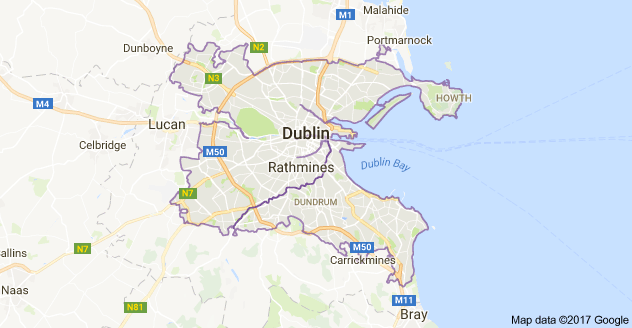 Malahide
M1
Portmarnock
Dunboyne
N2
N3
HOWTH
M4
Lucan
Dublin
Celbridge
M50
Dublin Bay
Rathmines
N7
DUNDRUM
N7
M50
allins
Carrickmines
Naas
M11
N81
Bray
Map data ©2017 Google